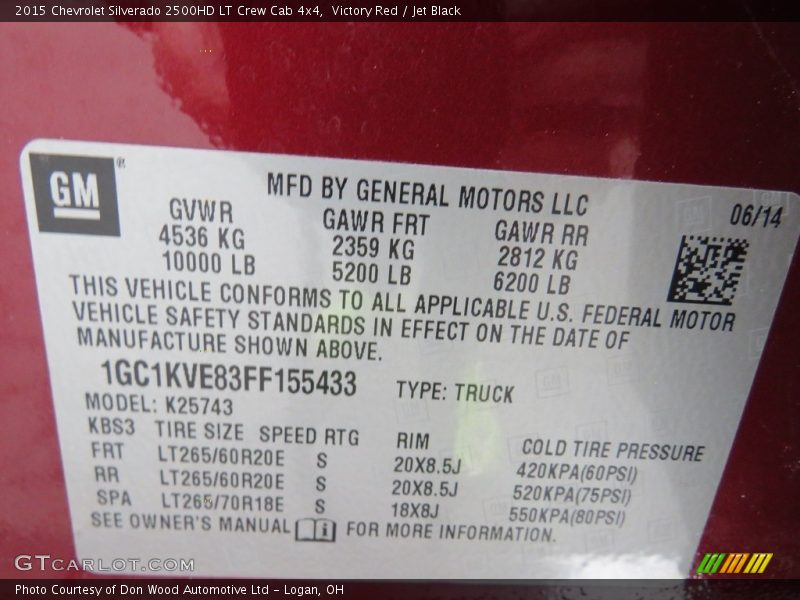 2015 Chevrolet Silverado 2500HD LT Crew Cab 4x4, Victory Red / Jet Black
GM®
MFD BY GENERAL MOTORS LLC
06/14
GVWR GAWR FRT GAWR RR
4536 KG 2359 KG 2812 KG
10000 LB 5200 LB 6200 LB
THIS VEHICLE CONFORMS TO ALL APPLICABLE U.S. FEDERAL MOTOR
VEHICLE SAFETY STANDARDS IN EFFECT ON THE DATE OF
MANUFACTURE SHOWN ABOVE.
1GC1KVE83FF155433 TYPE: TRUCK
MODEL: K25743
KBS3 TIRE SIZE SPEED RTG RIM COLD TIRE PRESSURE
FRT LT265/60R20E S 20X8.5J 420KPA(60PSI)
RR LT265/60R20E S 20X8.5J 520KPA(75PSI)
SPA LT265/70R18E S 18X8J 550KPA(80PSI)
SEE OWNER'S MANUAL i FOR MORE INFORMATION.
GTCARLOT.COM
Photo Courtesy of Don Wood Automotive Ltd - Logan, OH